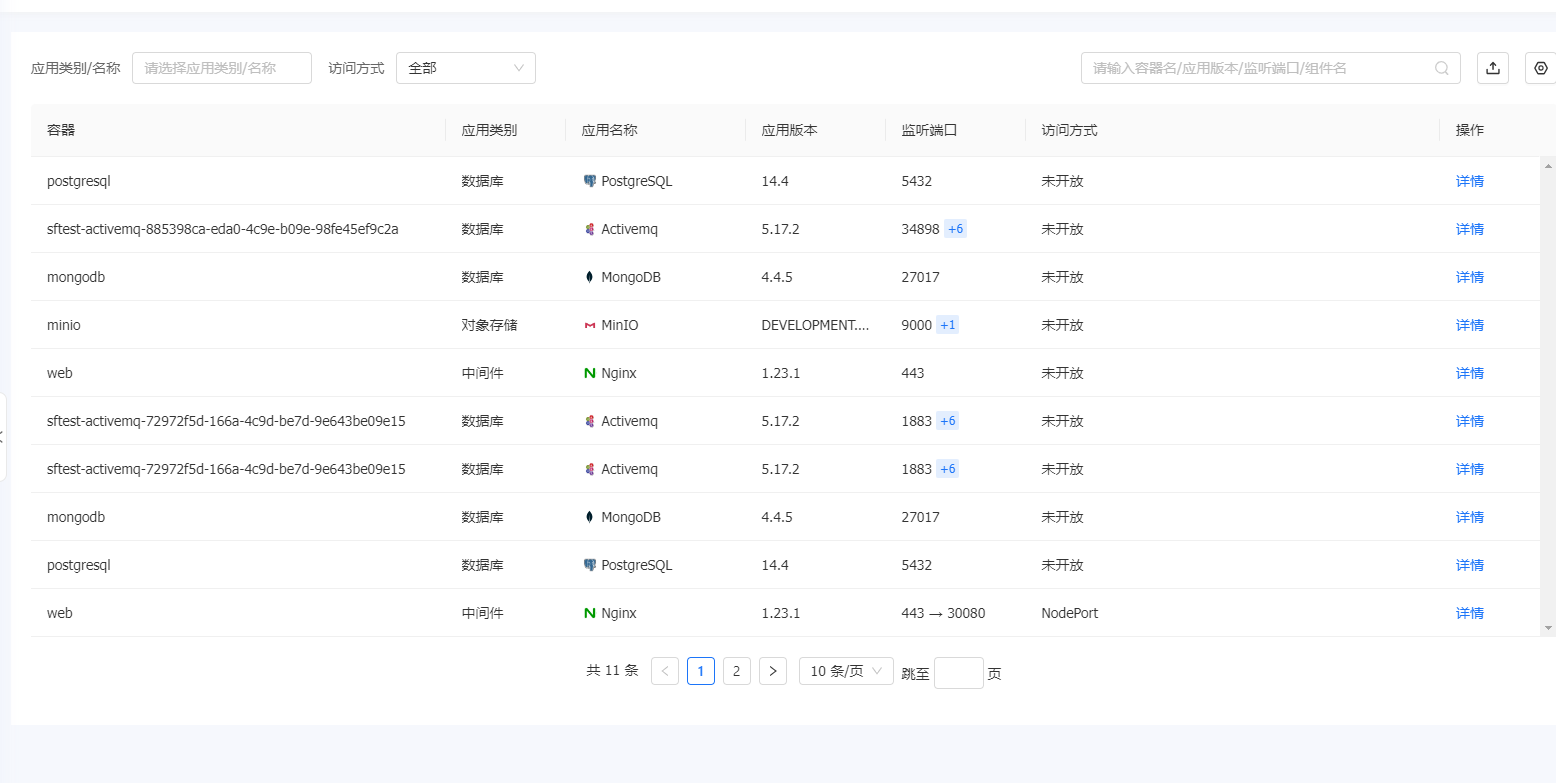 应用类别/名称 请选择应用类别/名称 访问方式 全部 请输入容器名/应用版本/监听端口/组件名
容器 应用类别 应用名称 应用版本 监听端口 访问方式 操作
postgresql 数据库 PostgreSQL 14.4 5432 未开放 详情
sftest-activemq-885398ca-eda0-4c9e-b09e-98fe45ef9c2a 数据库 Activemq 5.17.2 34898 +6 未开放 详情
mongodb 数据库 MongoDB 4.4.5 27017 未开放 详情
minio 对象存储 MinIO DEVELOPMENT.... 9000 +1 未开放 详情
web 中间件 Nginx 1.23.1 443 未开放 详情
sftest-activemq-72972f5d-166a-4c9d-be7d-9e643be09e15 数据库 Activemq 5.17.2 1883 +6 未开放 详情
sftest-activemq-72972f5d-166a-4c9d-be7d-9e643be09e15 数据库 Activemq 5.17.2 1883 +6 未开放 详情
mongodb 数据库 MongoDB 4.4.5 27017 未开放 详情
postgresql 数据库 PostgreSQL 14.4 5432 未开放 详情
web 中间件 Nginx 1.23.1 443 → 30080 NodePort 详情
共 11 条 < 1 2 > 10 条/页 跳至 页